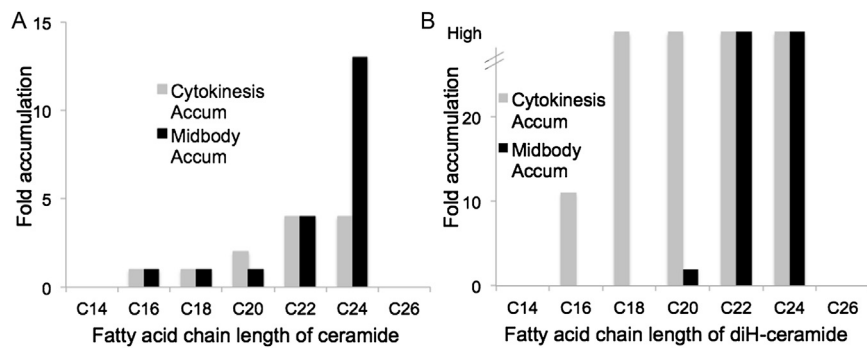 A
15
10
5
0
Fold accumulation
Cytokinesis
Accum
Midbody
Accum
C14 C16 C18 C20 C22 C24 C26
Fatty acid chain length of ceramide
B
High
20
10
0
Fold accumulation
Cytokinesis
Accum
Midbody
Accum
C14 C16 C18 C20 C22 C24 C26
Fatty acid chain length of diH-ceramide